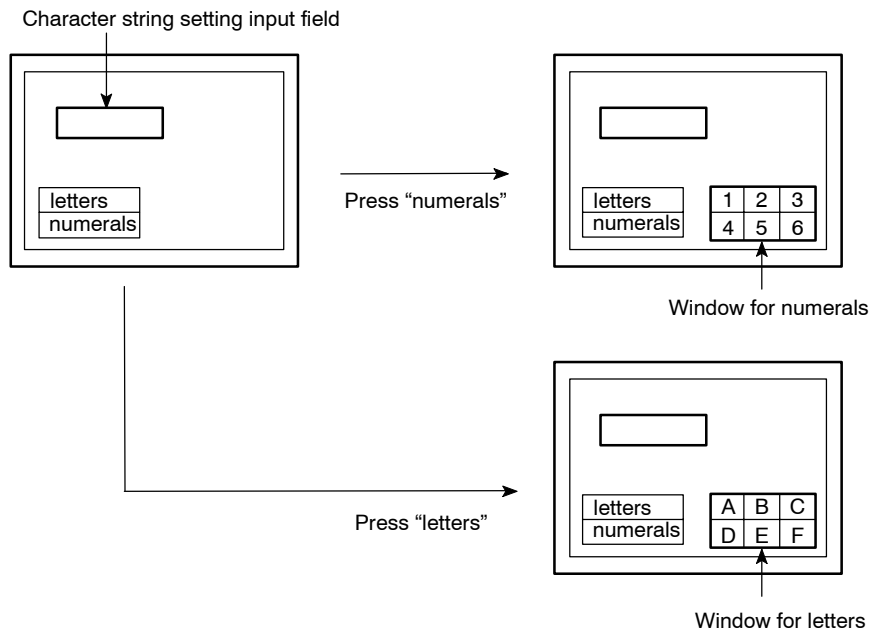 Character string setting input field
letters
numerals
Press “numerals”
letters
numerals
1 2 3
4 5 6
Window for numerals
Press “letters”
letters
numerals
A B C
D E F
Window for letters